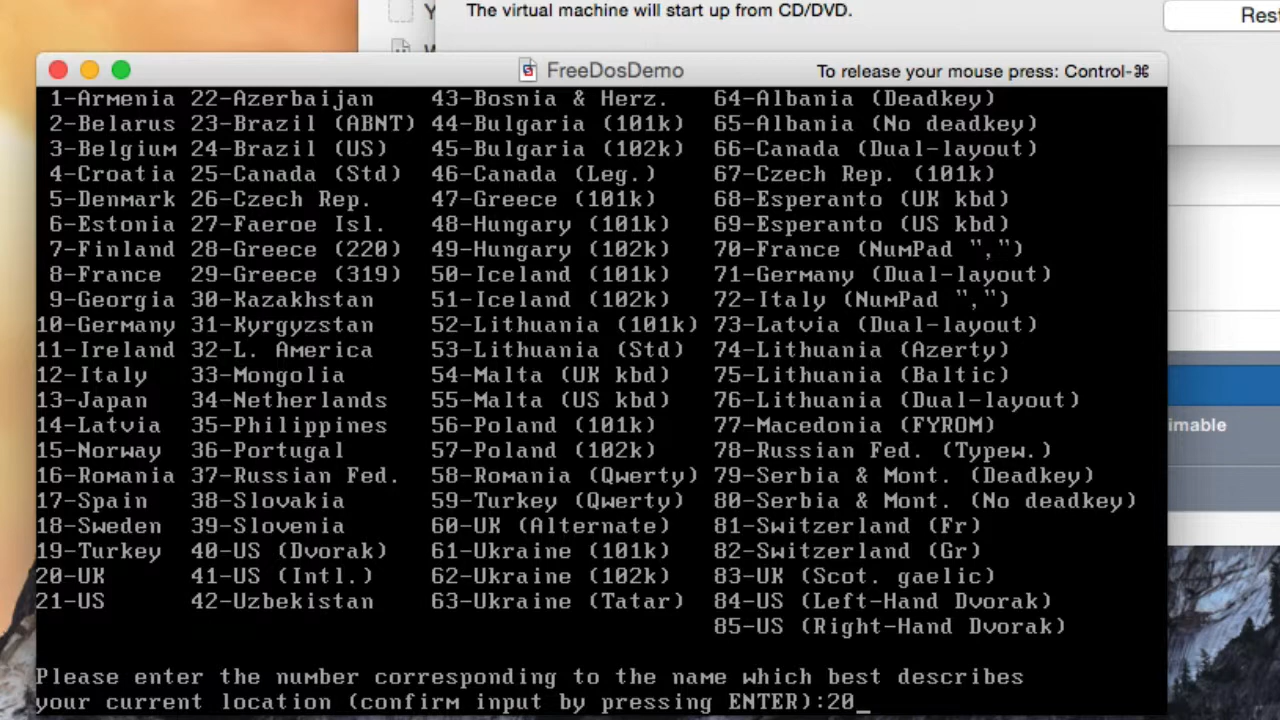 The virtual machine will start up from CD/DVD.
FreeDosDemo To release your mouse press: Control-⌘
1-Armenia 22-Azerbaijan 43-Bosnia & Herz. 64-Albania (Deadkey)
2-Belarus 23-Brazil (ABNT) 44-Bulgaria (101k) 65-Albania (No deadkey)
3-Belgium 24-Brazil (US) 45-Bulgaria (102k) 66-Canada (Dual-layout)
4-Croatia 25-Canada (Std) 46-Canada (Leg.) 67-Czech Rep. (101k)
5-Denmark 26-Czech Rep. 47-Greece (101k) 68-Esperanto (UK kbd)
6-Estonia 27-Faeroe Isl. 48-Hungary (101k) 69-Esperanto (US kbd)
7-Finland 28-Greece (220) 49-Hungary (102k) 70-France (NumPad ",")
8-France 29-Greece (319) 50-Iceland (101k) 71-Germany (Dual-layout)
9-Georgia 30-Kazakhstan 51-Iceland (102k) 72-Italy (NumPad ",")
10-Germany 31-Kyrgyzstan 52-Lithuania (101k) 73-Latvia (Dual-layout)
11-Ireland 32-L. America 53-Lithuania (Std) 74-Lithuania (Azerty)
12-Italy 33-Mongolia 54-Malta (UK kbd) 75-Lithuania (Baltic)
13-Japan 34-Netherlands 55-Malta (US kbd) 76-Lithuania (Dual-layout)
14-Latvia 35-Philippines 56-Poland (101k) 77-Macedonia (FYROM)
15-Norway 36-Portugal 57-Poland (102k) 78-Russian Fed. (Typew.)
16-Romania 37-Russian Fed. 58-Romania (Qwerty) 79-Serbia & Mont. (Deadkey)
17-Spain 38-Slovakia 59-Turkey (Qwerty) 80-Serbia & Mont. (No deadkey)
18-Sweden 39-Slovenia 60-UK (Alternate) 81-Switzerland (Fr)
19-Turkey 40-US (Dvorak) 61-Ukraine (101k) 82-Switzerland (Gr)
20-UK 41-US (Intl.) 62-Ukraine (102k) 83-UK (Scot. gaelic)
21-US 42-Uzbekistan 63-Ukraine (Tatar) 84-US (Left-Hand Dvorak)
85-US (Right-Hand Dvorak)
Please enter the number corresponding to the name which best describes
your current location (confirm input by pressing ENTER):20_